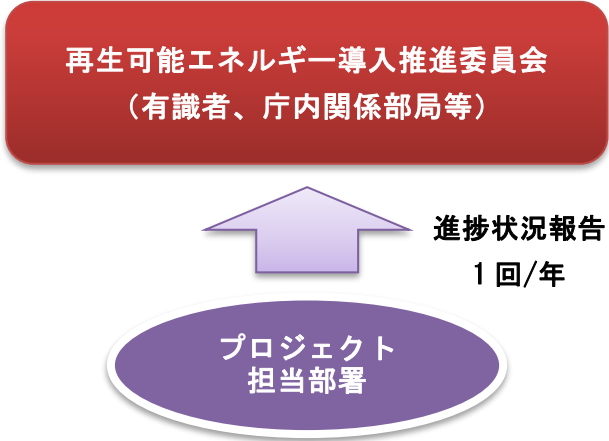 再生可能エネルギー導入推進委員会
（有識者、庁内関係部局等）
進捗状況報告
１回/年
プロジェクト
担当部署